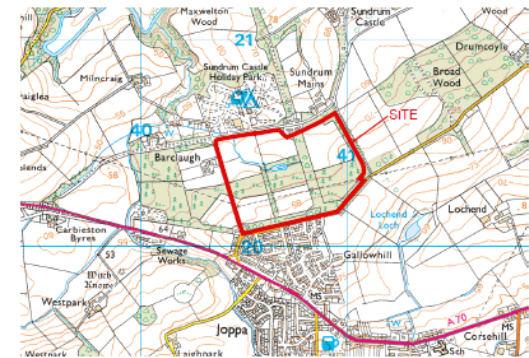 Maxwelton
Wood
Sundrum
Castle
Wood
21
Drumcoyle
Sundrum Castle
Holiday Park
Sundrum
Mains
Broad
Wood
Milncraig
SITE
40
W
Barclaugh
41
Lochend
Loch
Lochend
Carbieston
Byres
64
20
Sewage
Works
Gallowhill
53
Witch
Knowe
Westpark
MS
A 70
W
Joppa
Corsehill
Sch
Laighpark